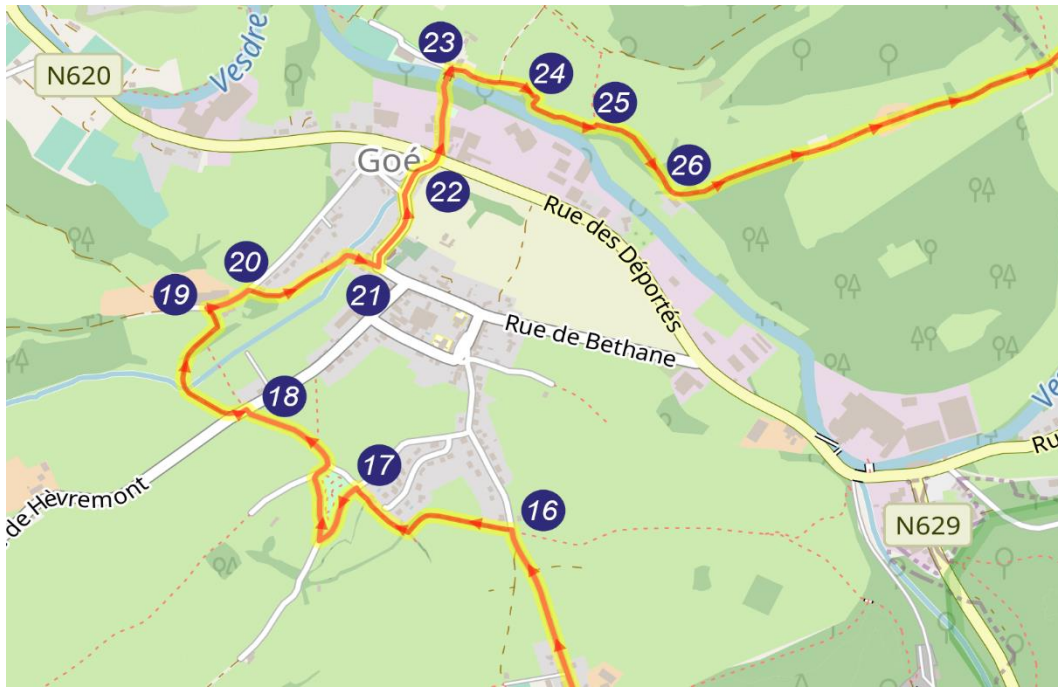 Vesdre
N620
23
24
25
26
Goé
22
Rue des Déportés
20
19
21
Rue de Bethane
18
17
16
de Hèvremont
Ru
N629